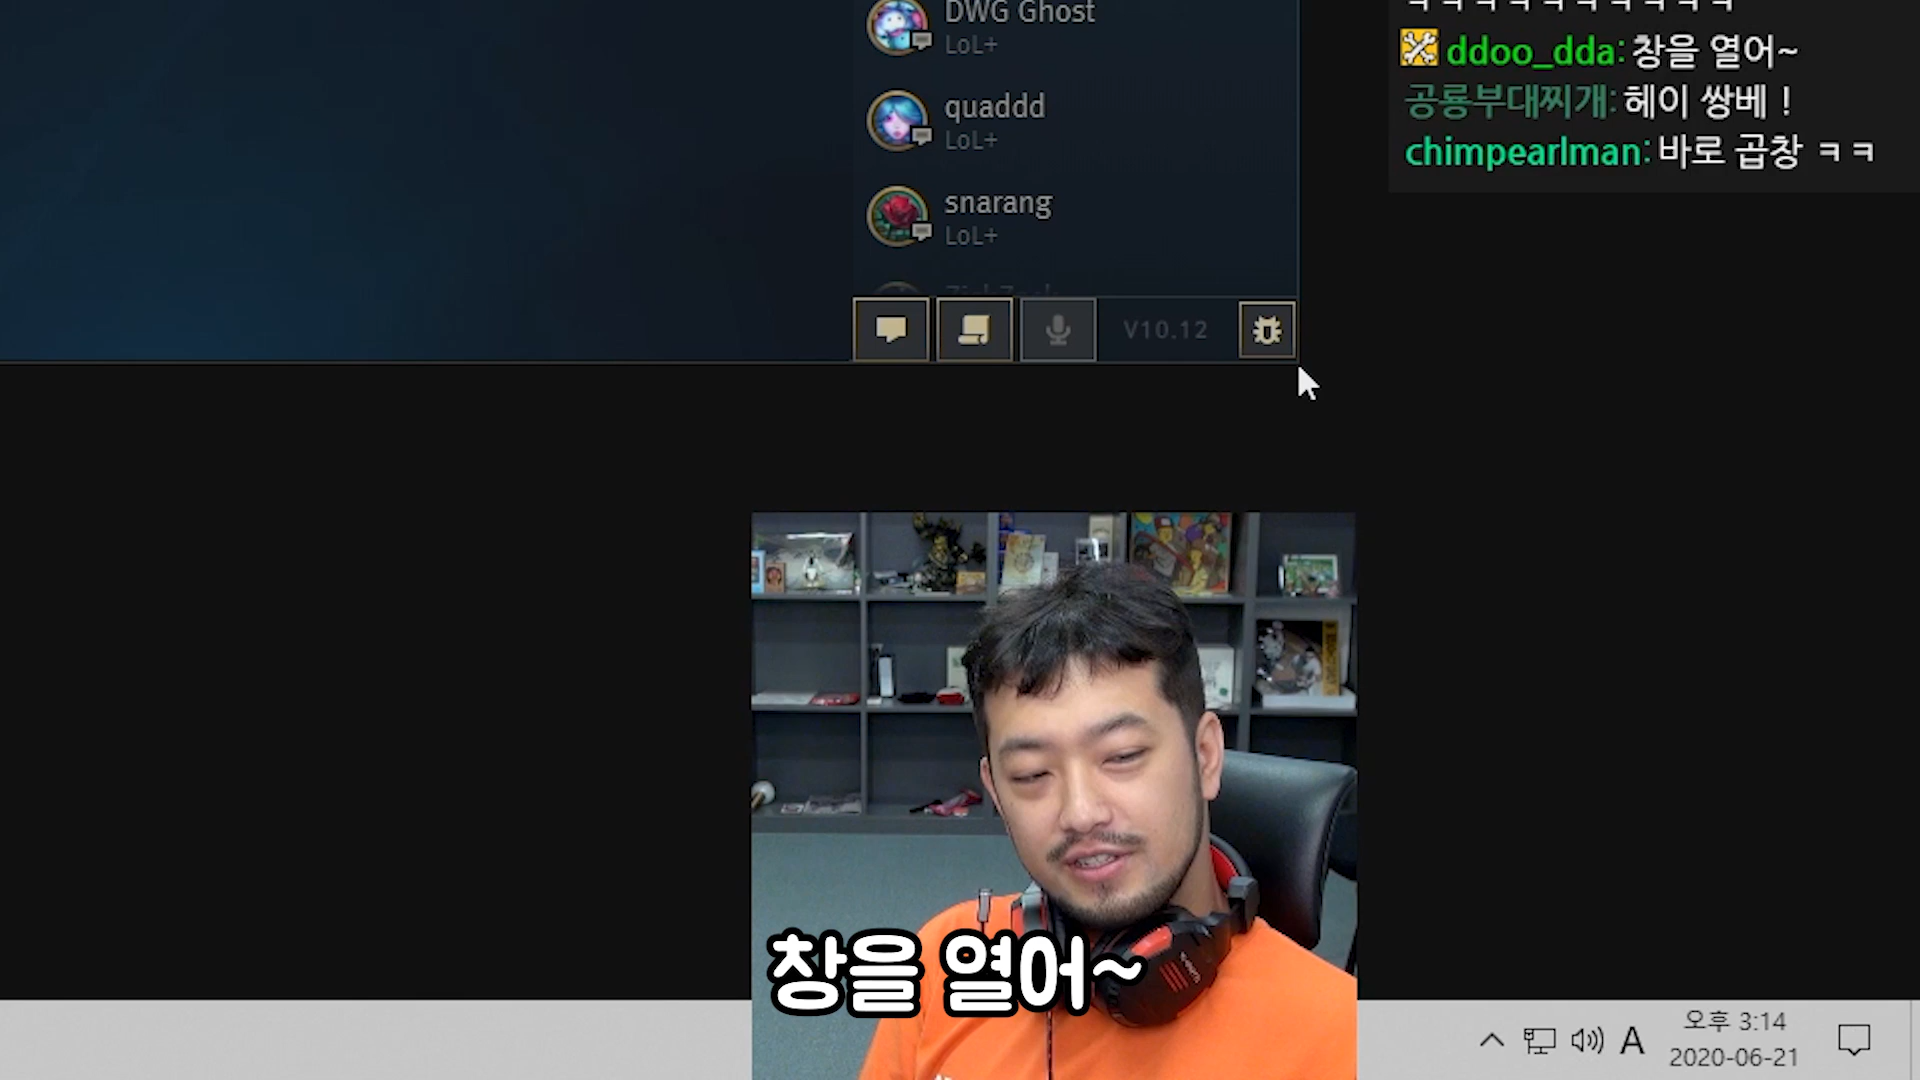 DWG Ghost
LoL+
quaddd
LoL+
snarang
LoL+
V10.12
ddoo_dda: 창을 열어~
공룡부대찌개: 헤이 쌍베 !
chimpearlman: 바로 곱창 ㅋㅋ
창을 열어~
A
오후 3:14
2020-06-21